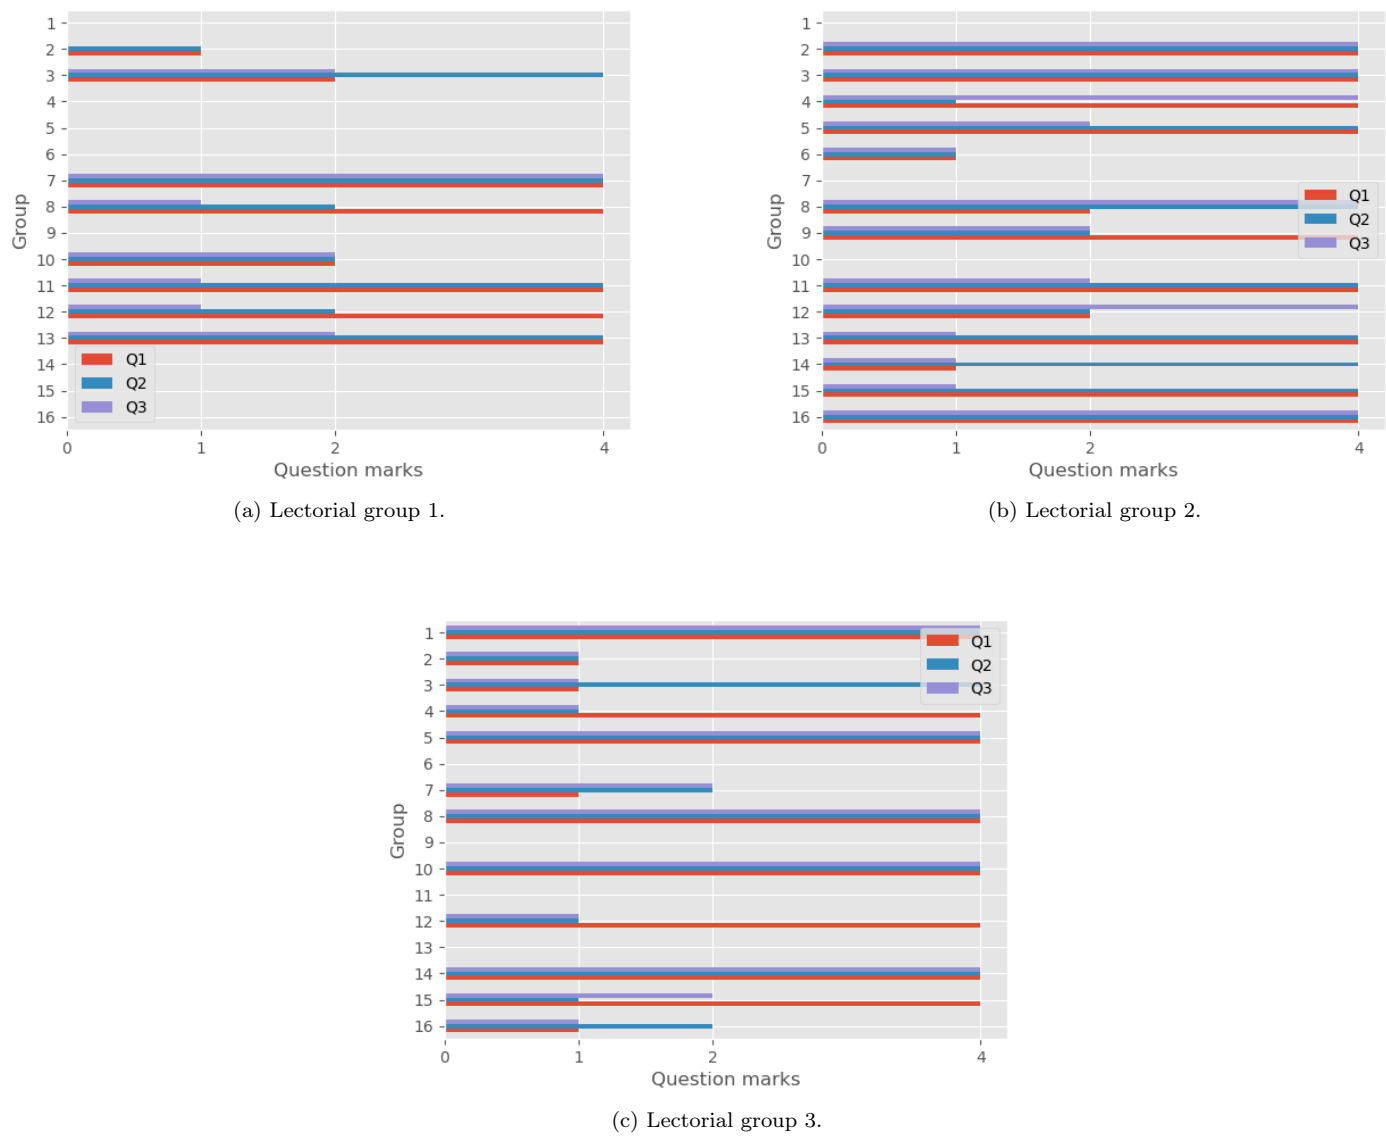 1
2
3
4
5
6
7
8
9
10
11
12
13
14
15
16
Group
Q1
Q2
Q3
0 1 2 4
Question marks
(a) Lectorial group 1.
1
2
3
4
5
6
7
8
9
10
11
12
13
14
15
16
Group
Q1
Q2
Q3
0 1 2 4
Question marks
(b) Lectorial group 2.
1
2
3
4
5
6
7
8
9
10
11
12
13
14
15
16
Group
Q1
Q2
Q3
0 1 2 4
Question marks
(c) Lectorial group 3.